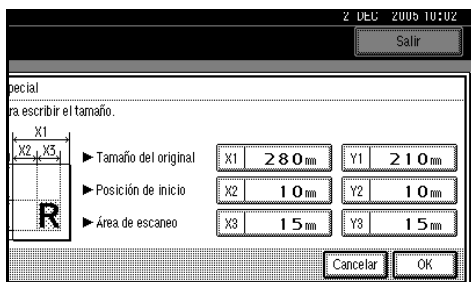 2 DEC 2005 10:02
Salir
pecial
ra escribir el tamaño.
X1
X2 X3
R
►Tamaño del original X1 280mm Y1 210mm
►Posición de inicio X2 10mm Y2 10mm
►Área de escaneo X3 15mm Y3 15mm
Cancelar OK